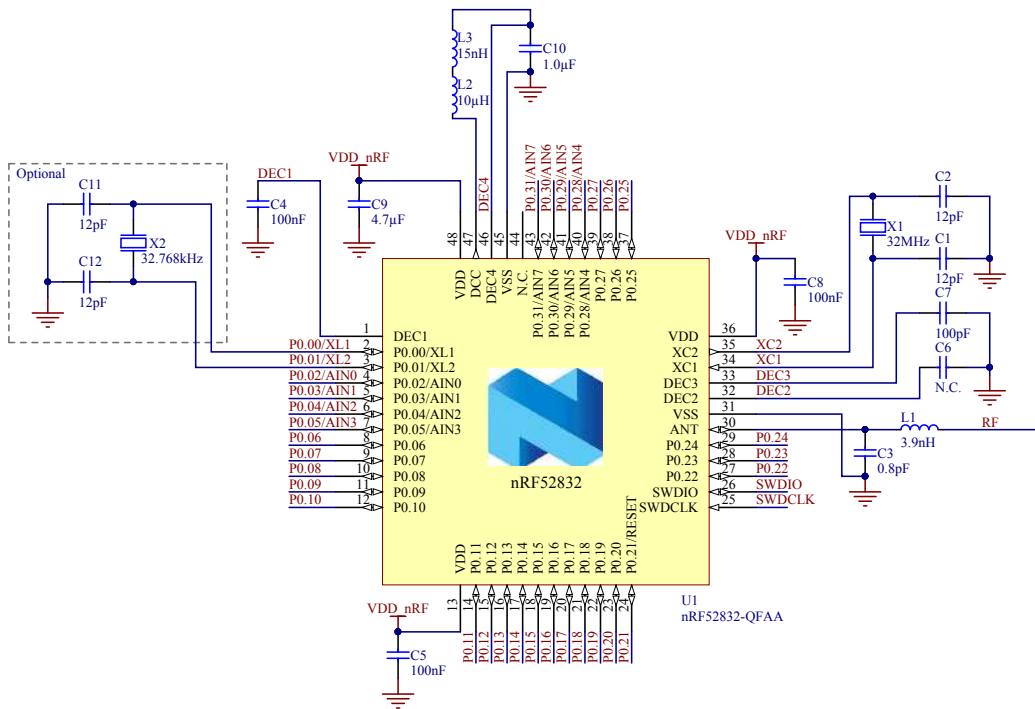 L3
15nH
L2
10µH
C10
1.0µF
DEC4
Optional
C11
12pF
X2
32.768kHz
C12
12pF
DEC1
C4
100nF
VDD_nRF
C9
4.7µF
P0.31/AIN7
P0.30/AIN6
P0.29/AIN5
P0.28/AIN4
P0.27
P0.26
P0.25
48
47
46
45
44
43
42
41
40
39
38
37
VDD
DCC
DEC4
VSS
N.C.
P0.31/AIN7
P0.30/AIN6
P0.29/AIN5
P0.28/AIN4
P0.27
P0.26
P0.25
VDD_nRF
C8
100nF
C2
12pF
X1
32MHz
C1
12pF
C7
100pF
C6
N.C.
1 DEC1
P0.00/XL1 2 P0.00/XL1
P0.01/XL2 3 P0.01/XL2
P0.02/AIN0 4 P0.02/AIN0
P0.03/AIN1 5 P0.03/AIN1
P0.04/AIN2 6 P0.04/AIN2
P0.05/AIN3 7 P0.05/AIN3
P0.06 8 P0.06
P0.07 9 P0.07
P0.08 10 P0.08
P0.09 11 P0.09
P0.10 12 P0.10
nRF52832
VDD 36
XC2 35 XC2
XC1 34 XC1
DEC3 33 DEC3
DEC2 32 DEC2
VSS 31
ANT 30
P0.24 29 P0.24
P0.23 28 P0.23
P0.22 27 P0.22
SWDIO 26 SWDIO
SWDCLK 25 SWDCLK
L1
3.9nH
RF
C3
0.8pF
VDD
P0.11
P0.12
P0.13
P0.14
P0.15
P0.16
P0.17
P0.18
P0.19
P0.20
P0.21/RESET
13
14
15
16
17
18
19
20
21
22
23
24
P0.11
P0.12
P0.13
P0.14
P0.15
P0.16
P0.17
P0.18
P0.19
P0.20
P0.21
VDD_nRF
C5
100nF
U1
nRF52832-QFAA